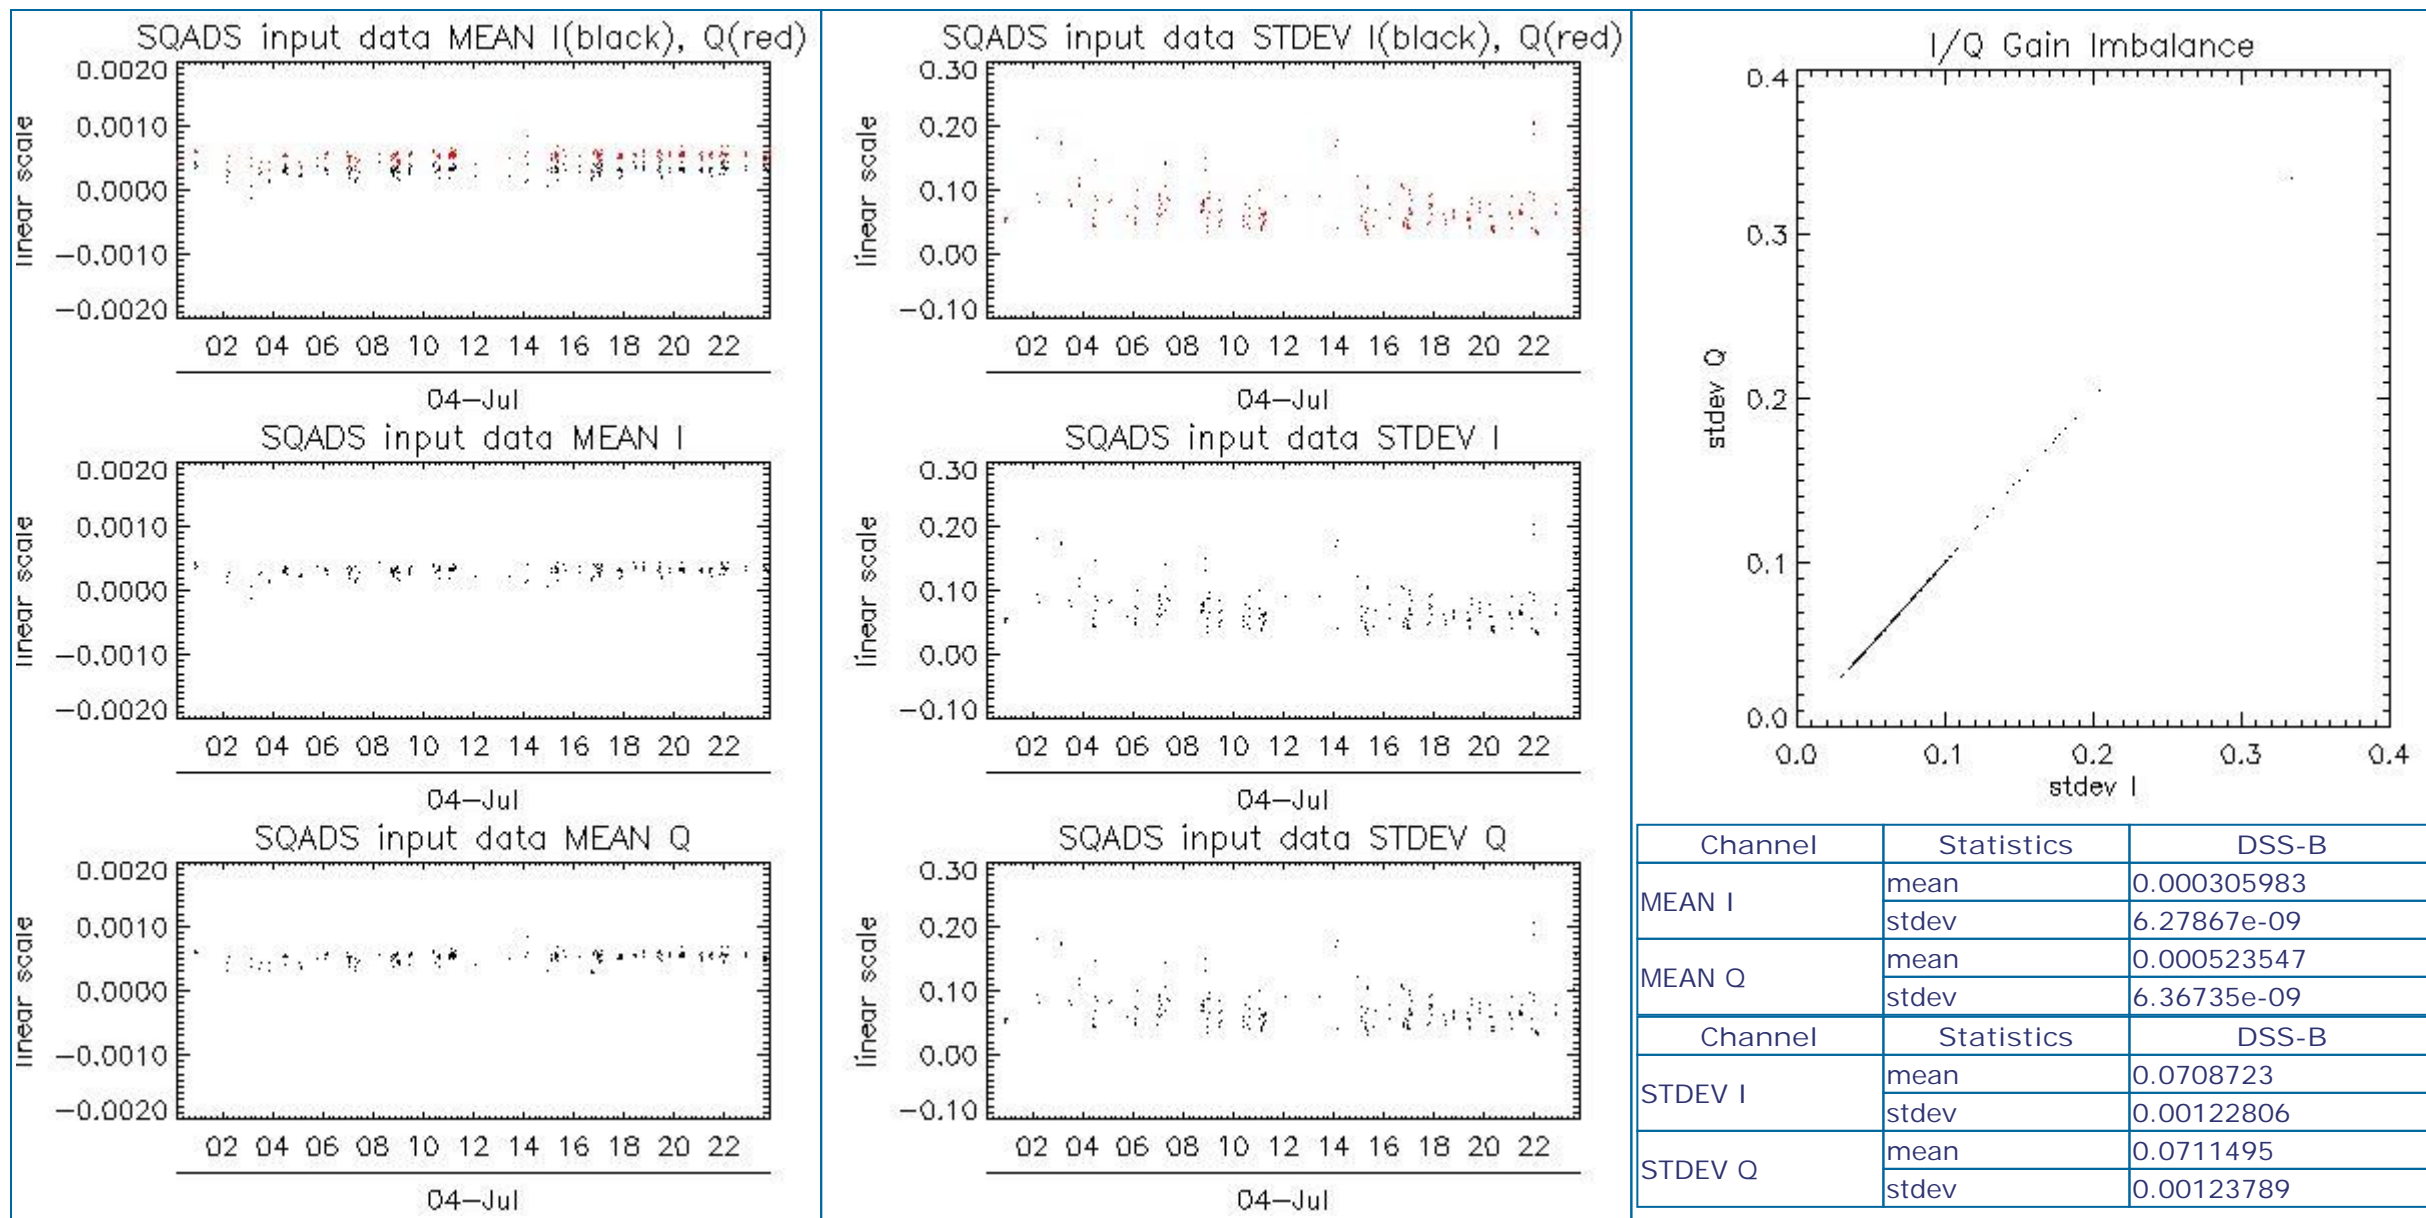 SQADS input data MEAN I(black), Q(red)
linear scale
0.0020
0.0010
0.0000
−0.0010
−0.0020
02 04 06 08 10 12 14 16 18 20 22
04−Jul
SQADS input data MEAN I
linear scale
0.0020
0.0010
0.0000
−0.0010
−0.0020
02 04 06 08 10 12 14 16 18 20 22
04−Jul
SQADS input data MEAN Q
linear scale
0.0020
0.0010
0.0000
−0.0010
−0.0020
02 04 06 08 10 12 14 16 18 20 22
04−Jul
SQADS input data STDEV I(black), Q(red)
linear scale
0.30
0.20
0.10
0.00
−0.10
02 04 06 08 10 12 14 16 18 20 22
04−Jul
SQADS input data STDEV I
linear scale
0.30
0.20
0.10
0.00
−0.10
02 04 06 08 10 12 14 16 18 20 22
04−Jul
SQADS input data STDEV Q
linear scale
0.30
0.20
0.10
0.00
−0.10
02 04 06 08 10 12 14 16 18 20 22
04−Jul
I/Q Gain Imbalance
stdev Q
0.4
0.3
0.2
0.1
0.0
0.0 0.1 0.2 0.3 0.4
stdev I
Channel Statistics DSS-B
MEAN I mean 0.000305983
stdev 6.27867e-09
MEAN Q mean 0.000523547
stdev 6.36735e-09
Channel Statistics DSS-B
STDEV I mean 0.0708723
stdev 0.00122806
STDEV Q mean 0.0711495
stdev 0.00123789